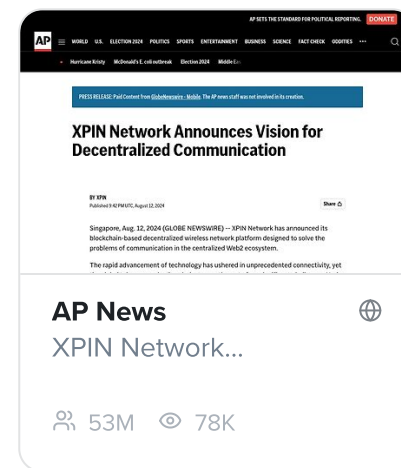 AP SETS THE STANDARD FOR POLITICAL REPORTING. DONATE
AP WORLD U.S. ELECTION 2024 POLITICS SPORTS ENTERTAINMENT BUSINESS SCIENCE FACT CHECK ODDITIES •••
Hurricane Kristy McDonald's E. coli outbreak Election 2024 Middle Eas
PRESS RELEASE: Paid Content from GlobeNewswire - Mobile. The AP news staff was not involved in its creation.
XPIN Network Announces Vision for
Decentralized Communication
BY XPIN
Published 3:42 PM UTC, August 12, 2024
Share
Singapore, Aug. 12, 2024 (GLOBE NEWSWIRE) -- XPIN Network has announced its
blockchain-based decentralized wireless network platform designed to solve the
problems of communication in the centralized Web2 ecosystem.
The rapid advancement of technology has ushered in unprecedented connectivity, yet
AP News
XPIN Network...
53M 78K